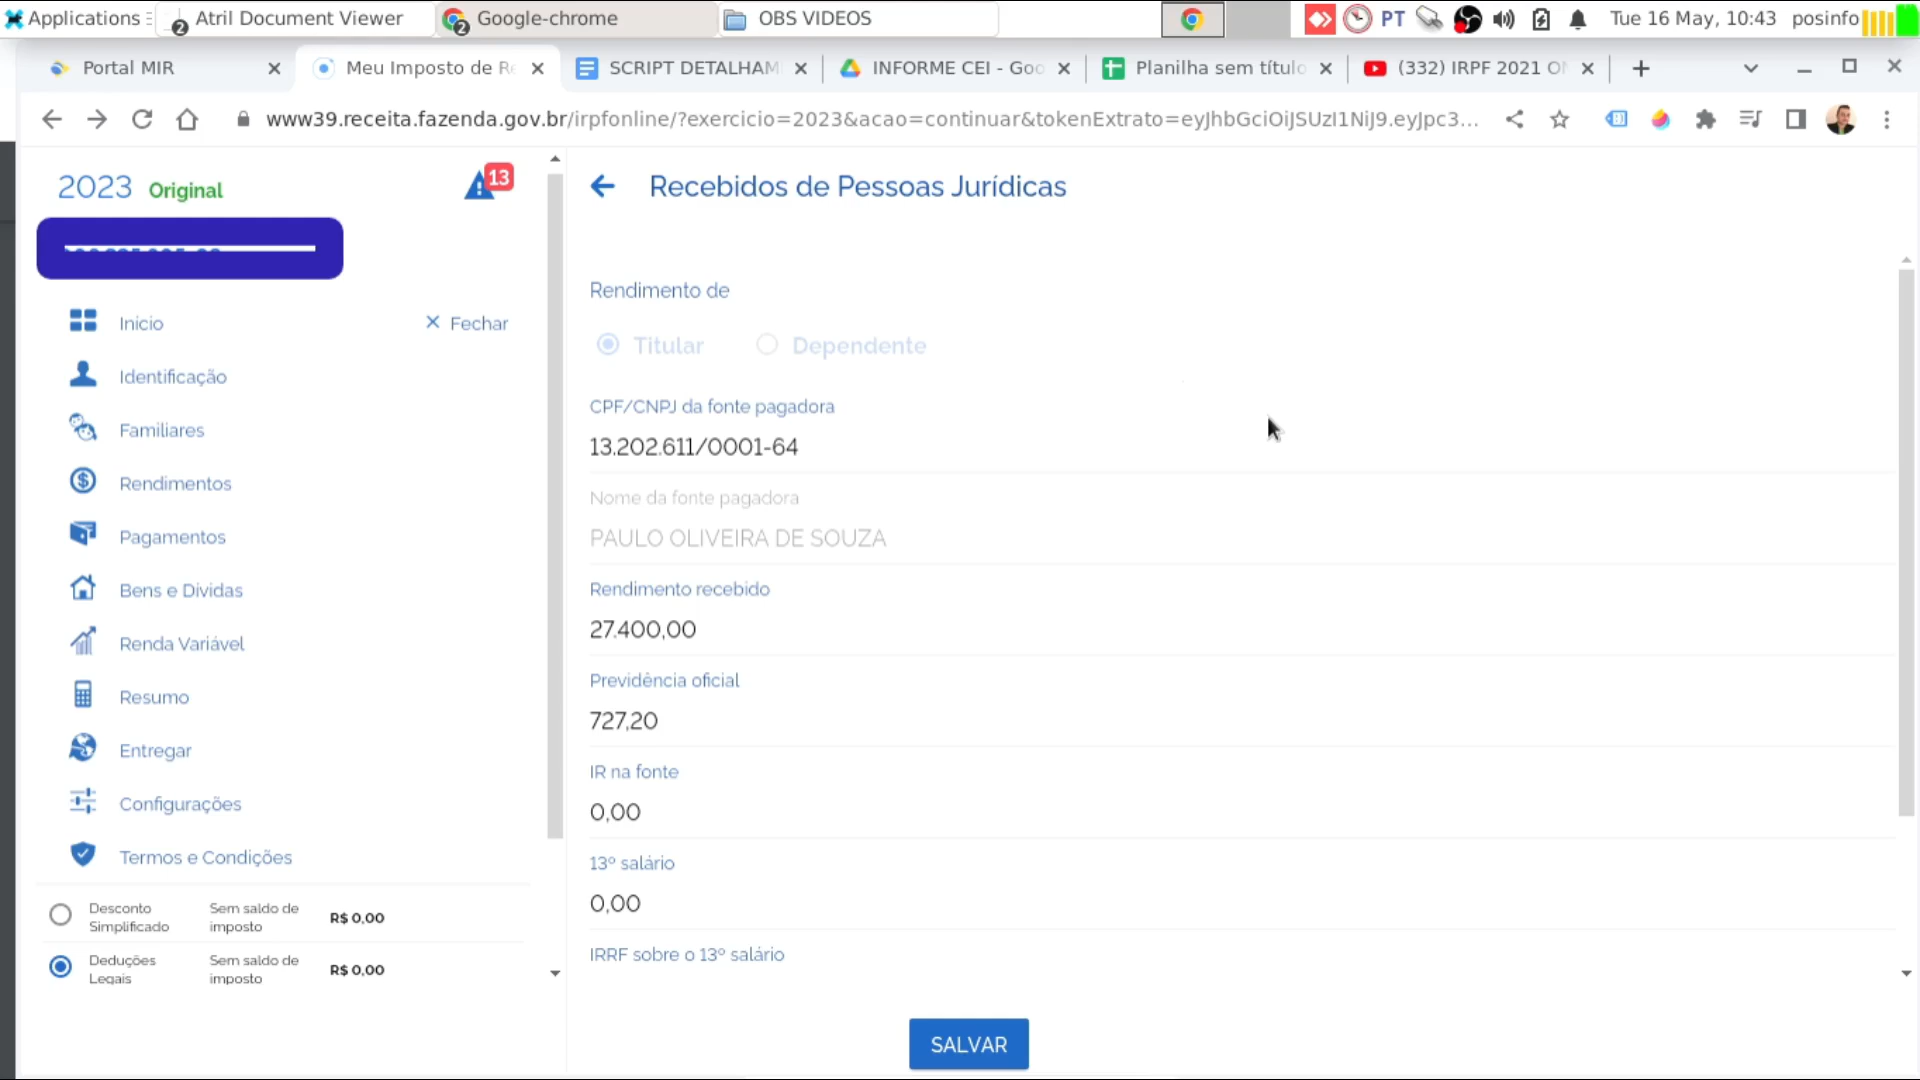 Applications
2
Atril Document Viewer
2
Google-chrome
OBS VIDEOS
PT
Tue 16 May, 10:43
posinfo
Portal MIR
Meu Imposto de Re
SCRIPT DETALHAM
INFORME CEI - Goo
Planilha sem título
(332) IRPF 2021 ON
www39.receita.fazenda.gov.br/irpfonline/?exercicio=2023&acao=continuar&tokenExtrato=eyJhbGciOiJSUzI1NiJ9.eyJpc3...
2023 Original
13
Início
Fechar
Identificação
Familiares
Rendimentos
Pagamentos
Bens e Dividas
Renda Variável
Resumo
Entregar
Configurações
Termos e Condições
Desconto Simplificado
Sem saldo de imposto
R$ 0,00
Deduções Legais
Sem saldo de imposto
R$ 0,00
Recebidos de Pessoas Jurídicas
Rendimento de
Titular
Dependente
CPF/CNPJ da fonte pagadora
13.202.611/0001-64
Nome da fonte pagadora
PAULO OLIVEIRA DE SOUZA
Rendimento recebido
27.400,00
Previdência oficial
727,20
IR na fonte
0,00
13º salário
0,00
IRRF sobre o 13º salário
SALVAR